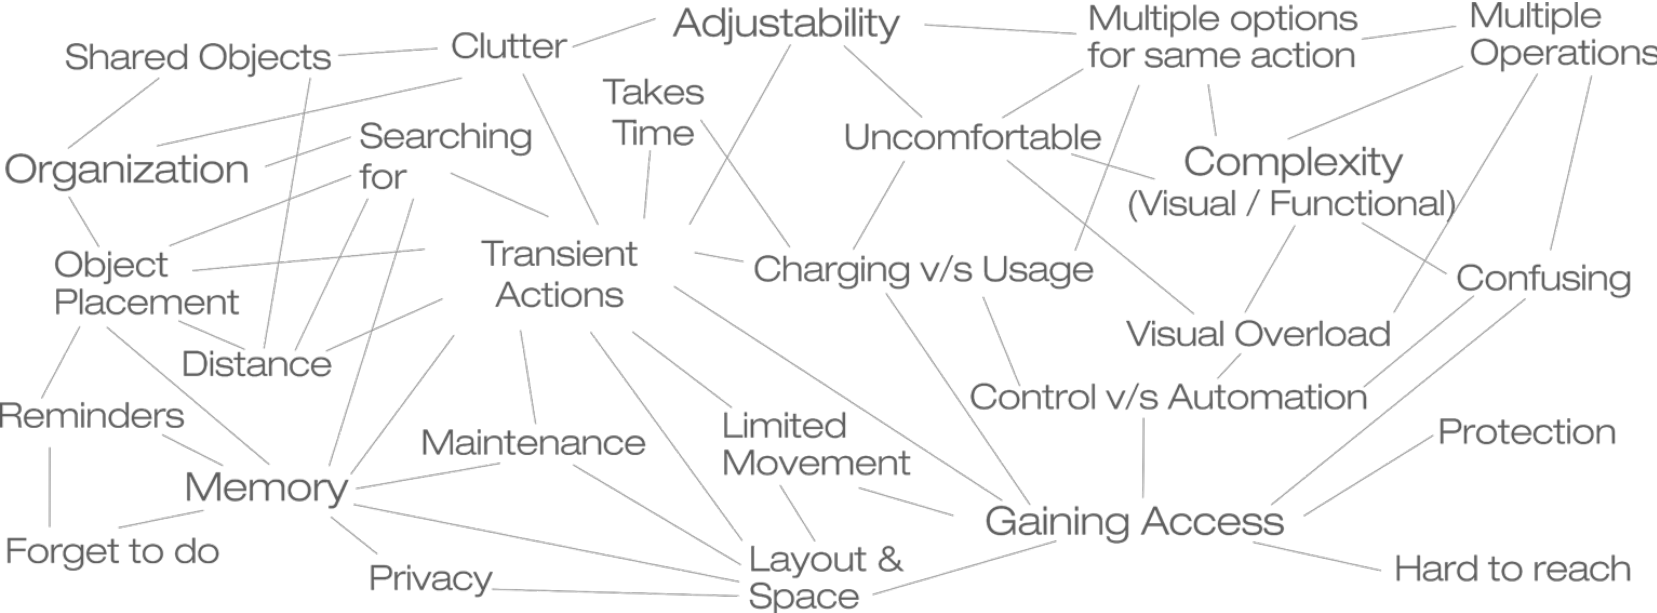 Adjustability
Multiple options
for same action
Multiple
Operations
Shared Objects
Clutter
Takes
Time
Searching
for
Uncomfortable
Organization
Complexity
(Visual / Functional)
Object
Placement
Transient
Actions
Charging v/s Usage
Confusing
Visual Overload
Distance
Control v/s Automation
Reminders
Maintenance
Limited
Movement
Protection
Memory
Gaining Access
Forget to do
Privacy
Layout &
Space
Hard to reach